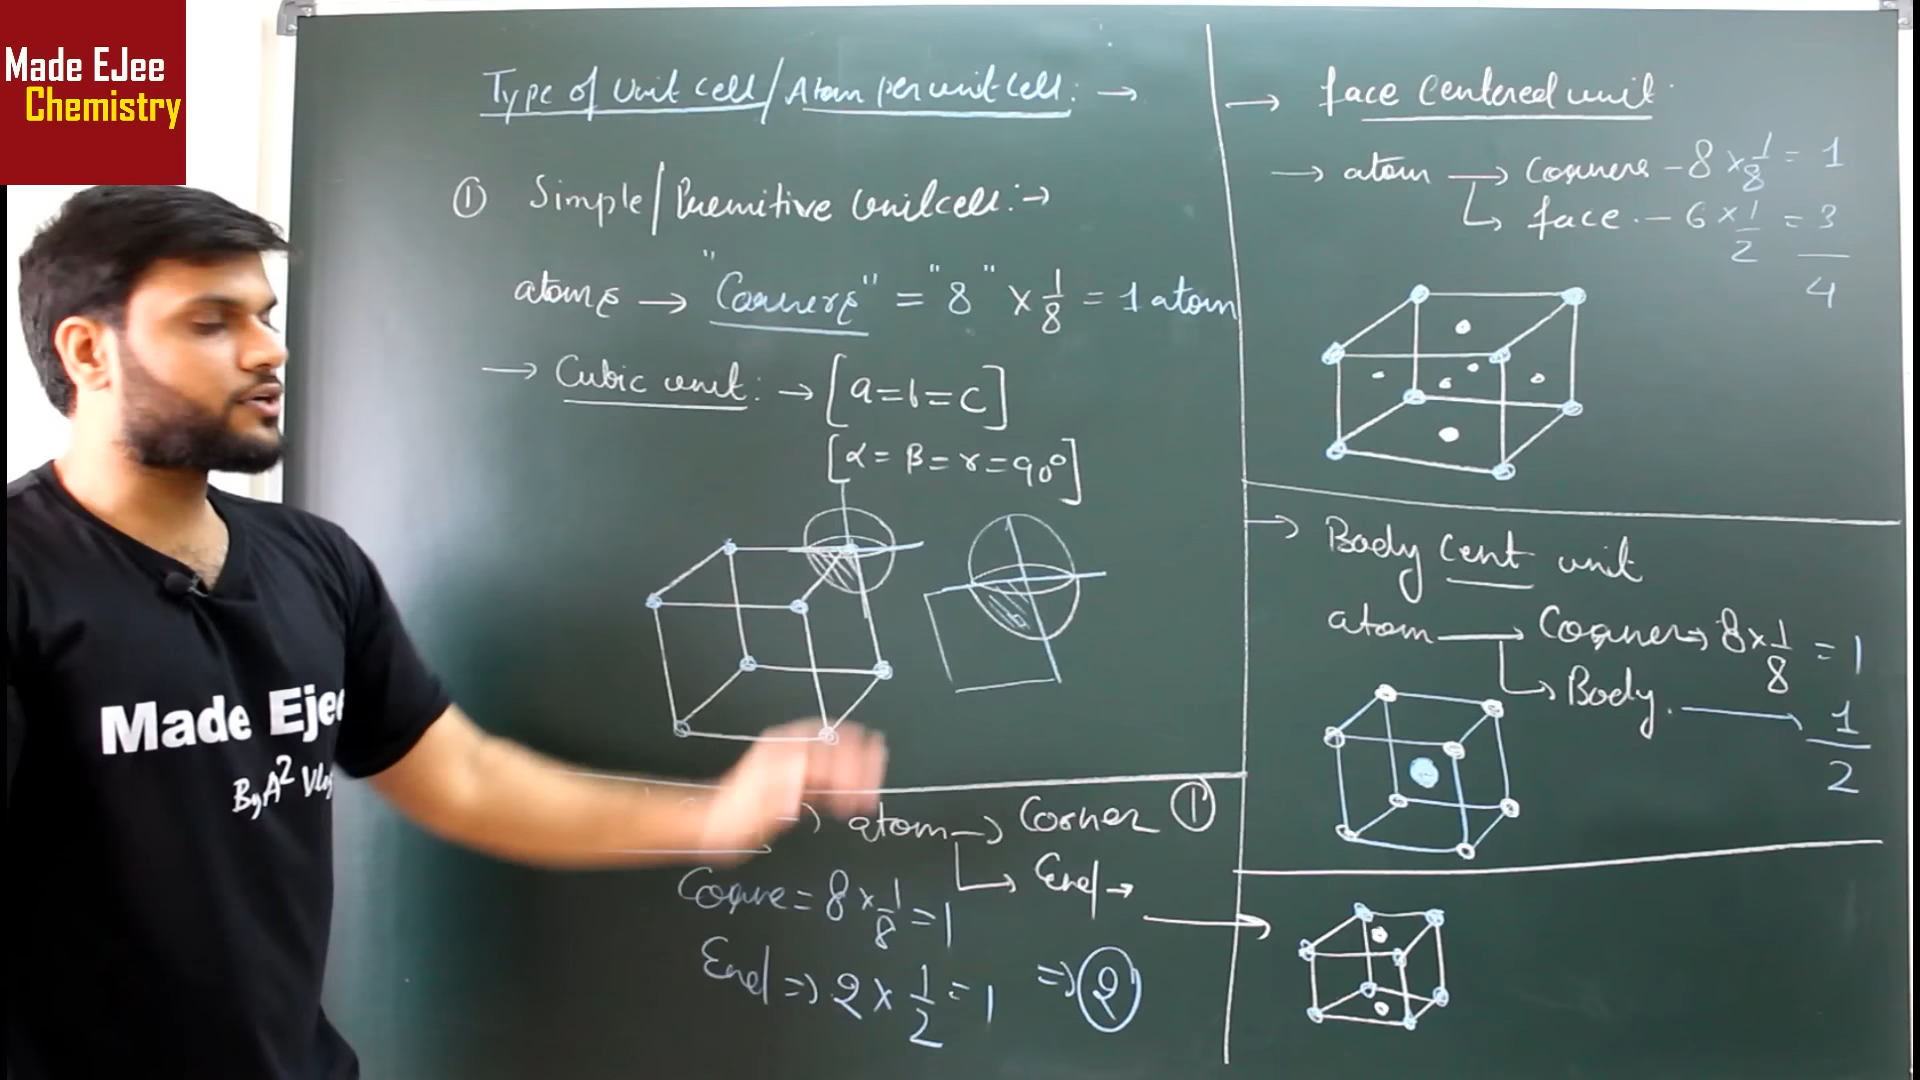 Made EJee
Chemistry
Type of Unit cell / Atom per unit cell : →
① Simple / Premitive Unit cell : →
atoms → "Corners" = "8" × 1/8 = 1 atom
→ Cubic unit : → [a = b = c]
[α = β = γ = 90°]
Made Ejee
By A² Vlog
→ atom → Corner ①
↳ End →
Corner = 8 × 1/8 = 1
End ⇒ 2 × 1/2 = 1 ⇒ ②
→ face Centered unit
→ atom → Corners – 8 × 1/8 = 1
↳ face – 6 × 1/2 = 3
4
→ Body Cent unit
atom → Corner → 8 × 1/8 = 1
↳ Body. → 1
2